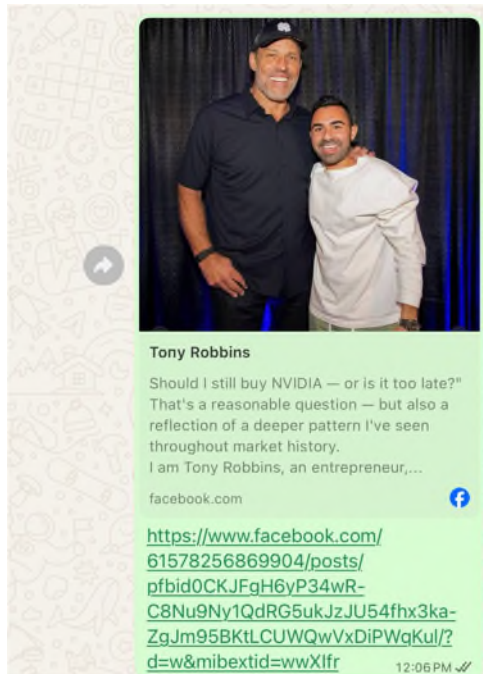 Tony Robbins
Should I still buy NVIDIA — or is it too late?"
That's a reasonable question — but also a
reflection of a deeper pattern I've seen
throughout market history.
I am Tony Robbins, an entrepreneur,...
facebook.com
https://www.facebook.com/
61578256869904/posts/
pfbid0CKJFgH6yP34wR-
C8Nu9Ny1QdRG5ukJzJU54fhx3ka-
ZgJm95BKtLCUWQwVxDiPWqKul/?
d=w&mibextid=wwXIfr
12:06 PM